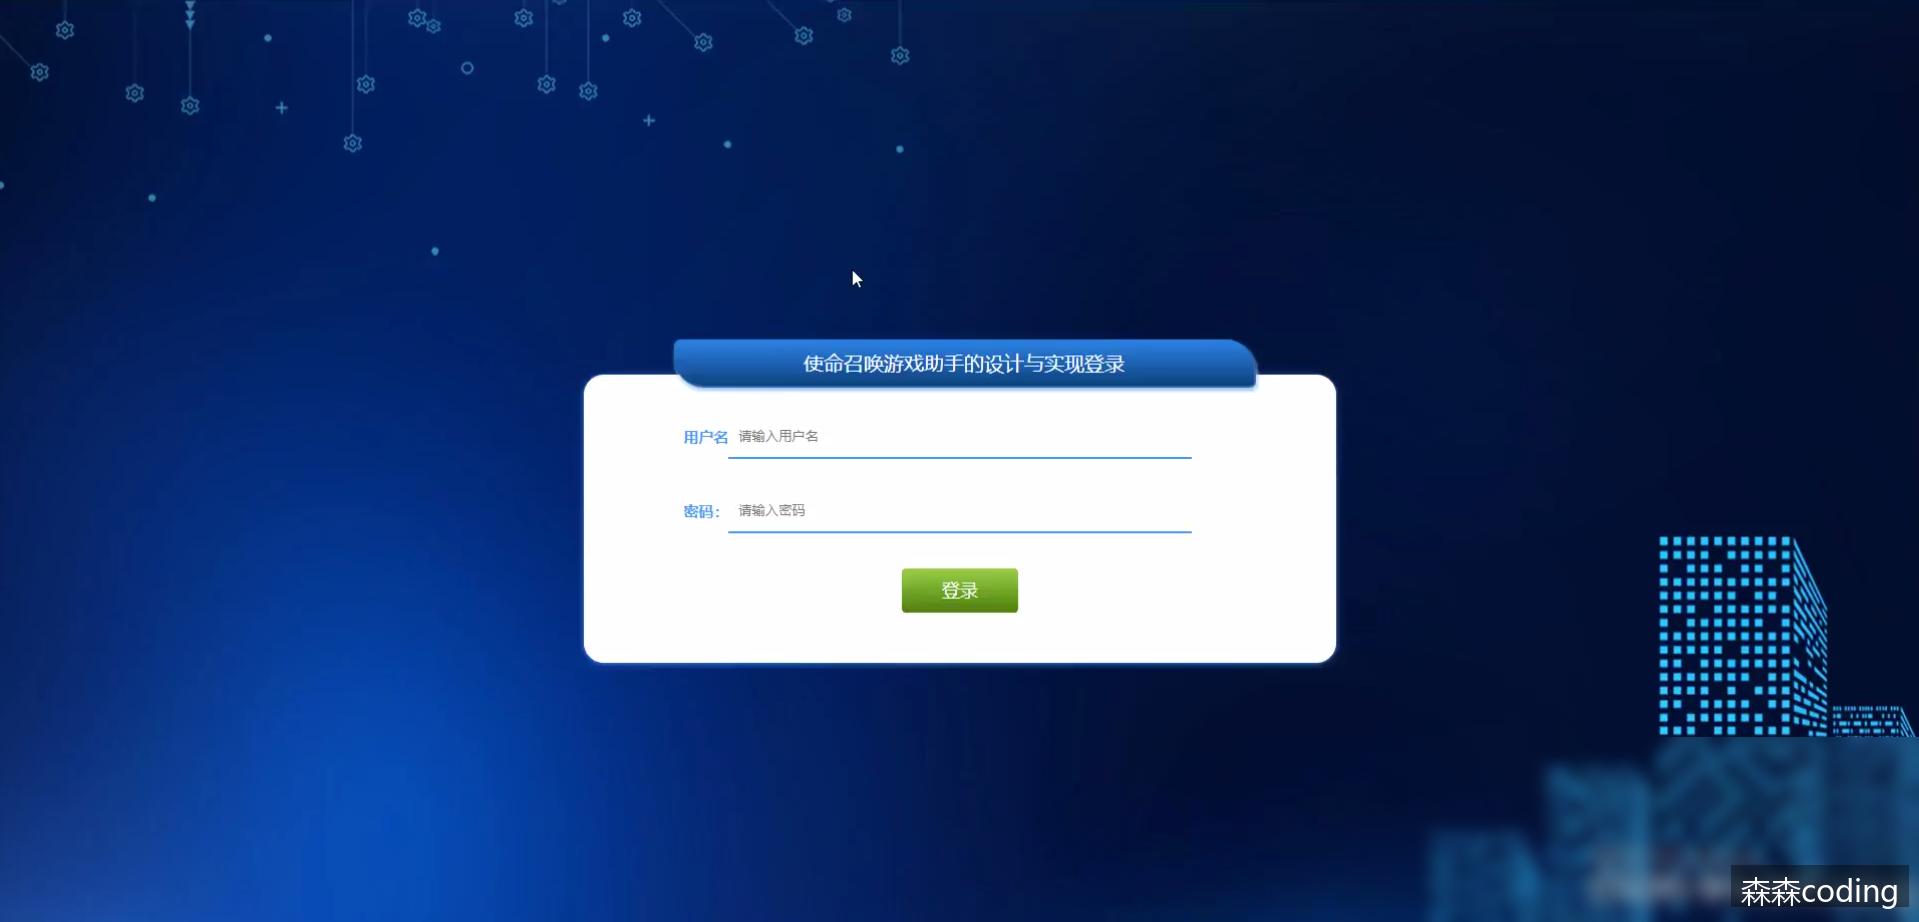 使命召唤游戏助手的设计与实现登录
用户名 请输入用户名
密码： 请输入密码
登录
森森coding